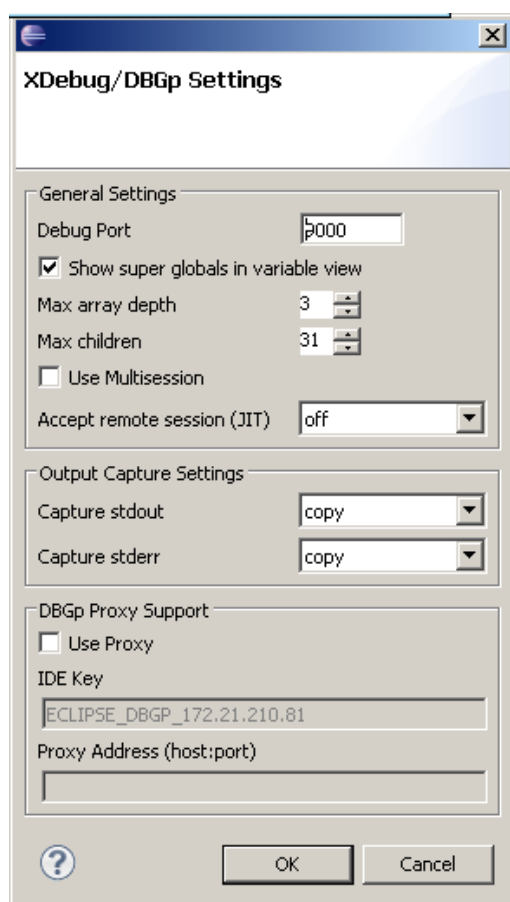 XDebug/DBGp Settings
General Settings
Debug Port 9000
Show super globals in variable view
Max array depth 3
Max children 31
Use Multisession
Accept remote session (JIT) off
Output Capture Settings
Capture stdout copy
Capture stderr copy
DBGp Proxy Support
Use Proxy
IDE Key
ECLIPSE_DBGP_172.21.210.81
Proxy Address (host:port)
OK Cancel